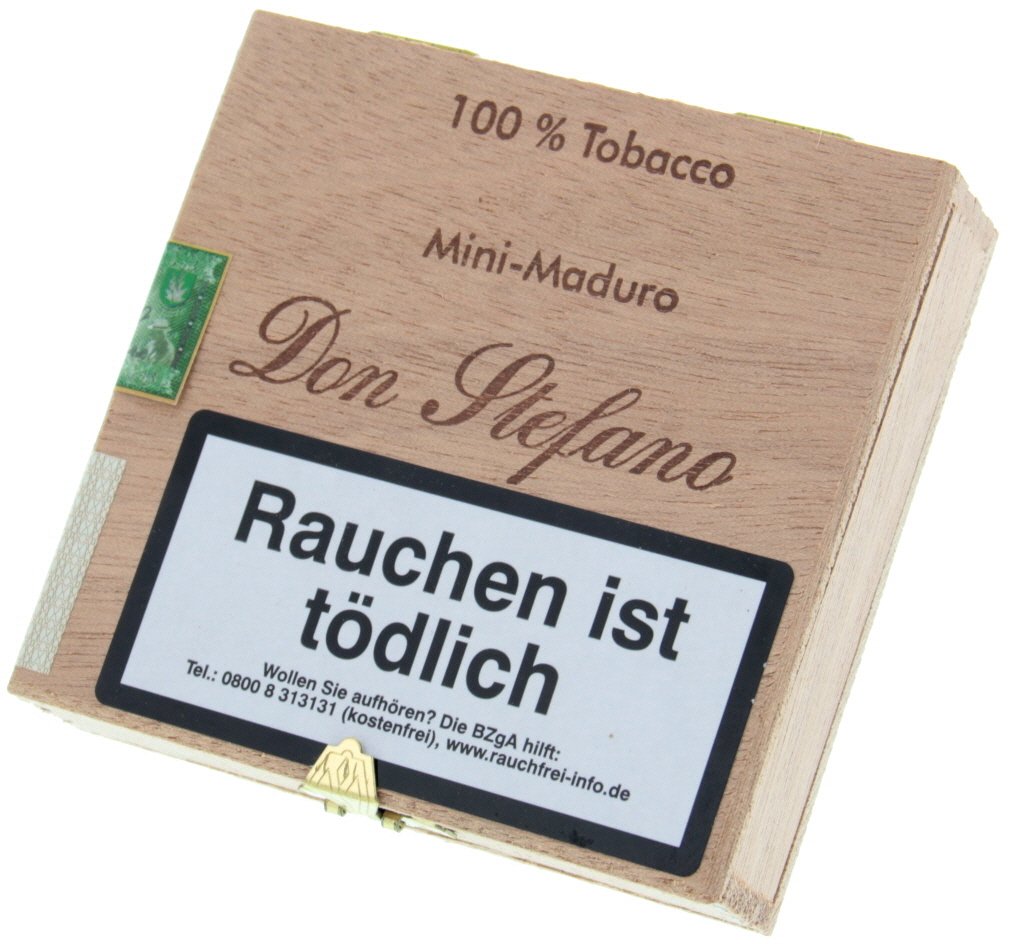 100 % Tobacco
Mini-Maduro
Don Stefano
Rauchen ist
tödlich
Wollen Sie aufhören? Die BZgA hilft:
Tel.: 0800 8 313131 (kostenfrei), www.rauchfrei-info.de